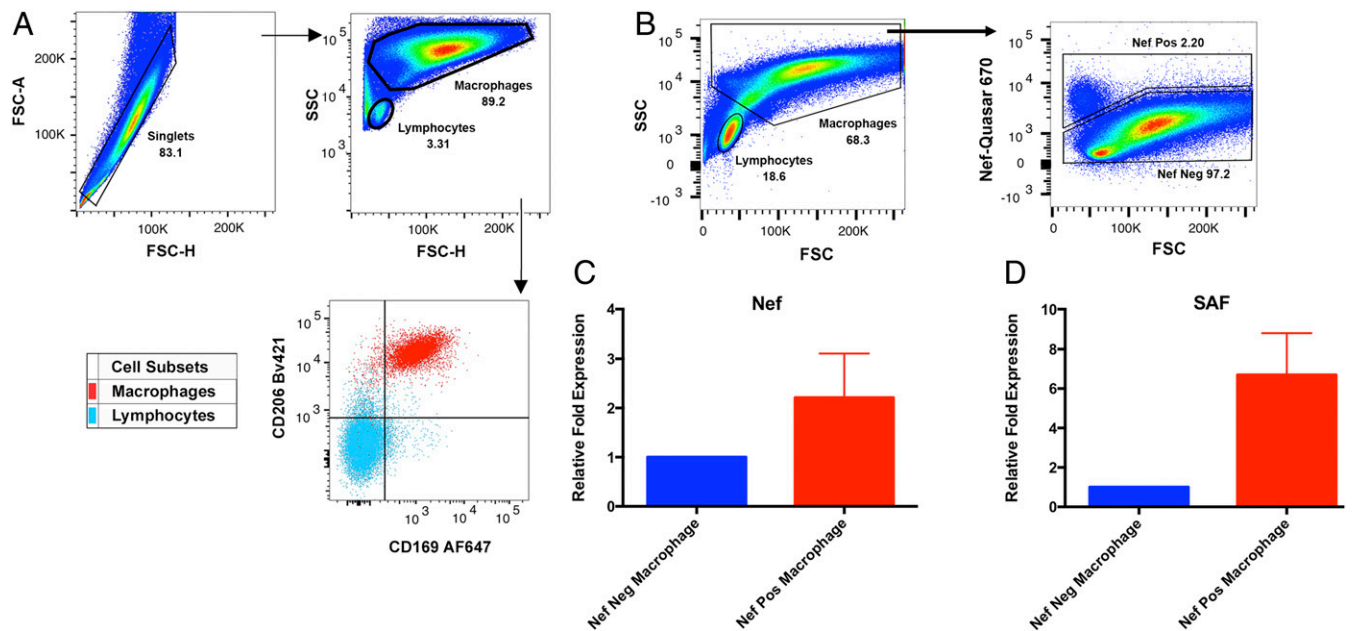 A
FSC-A
200K
100K
Singlets
83.1
100K
200K
FSC-H
SSC
10 5
10 4
10 3
Macrophages
89.2
Lymphocytes
3.31
100K
200K
FSC-H
Cell Subsets
Macrophages
Lymphocytes
CD206 Bv421
10 5
10 4
10 3
10 3
10 4
10 5
CD169 AF647
B
SSC
10 5
10 4
10 3
0
-10 3
Macrophages
68.3
Lymphocytes
18.6
0
100K
200K
FSC
Nef-Quasar 670
10 5
10 4
10 3
0
-10 3
Nef Pos 2.20
Nef Neg 97.2
0
100K
200K
FSC
C
Nef
Relative Fold Expression
4
3
2
1
0
Nef Neg Macrophage
Nef Pos Macrophage
D
SAF
Relative Fold Expression
10
8
6
4
2
0
Nef Neg Macrophage
Nef Pos Macrophage